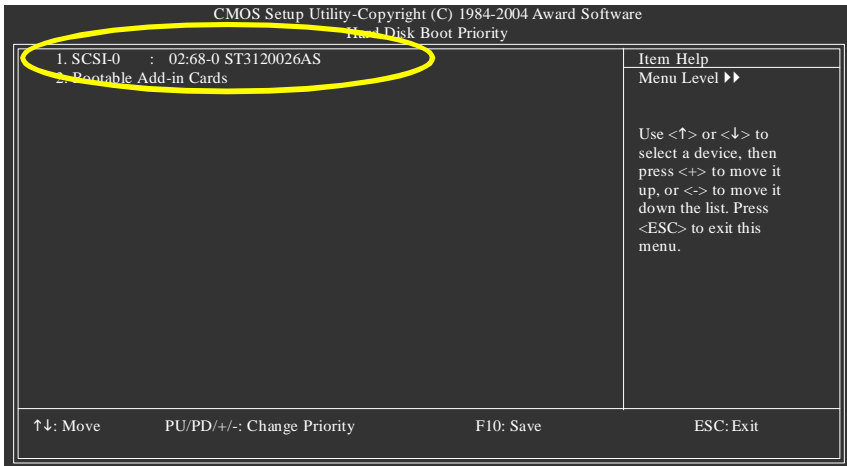 CMOS Setup Utility-Copyright (C) 1984-2004 Award Software
Hard Disk Boot Priority
1. SCSI-0 : 02:68-0 ST3120026AS
2. Bootable Add-in Cards
Item Help
Menu Level ▸▸
Use <↑> or <↓> to
select a device, then
press <+> to move it
up, or <-> to move it
down the list. Press
<ESC> to exit this
menu.
↑↓: Move PU/PD/+/-: Change Priority F10: Save ESC: Exit